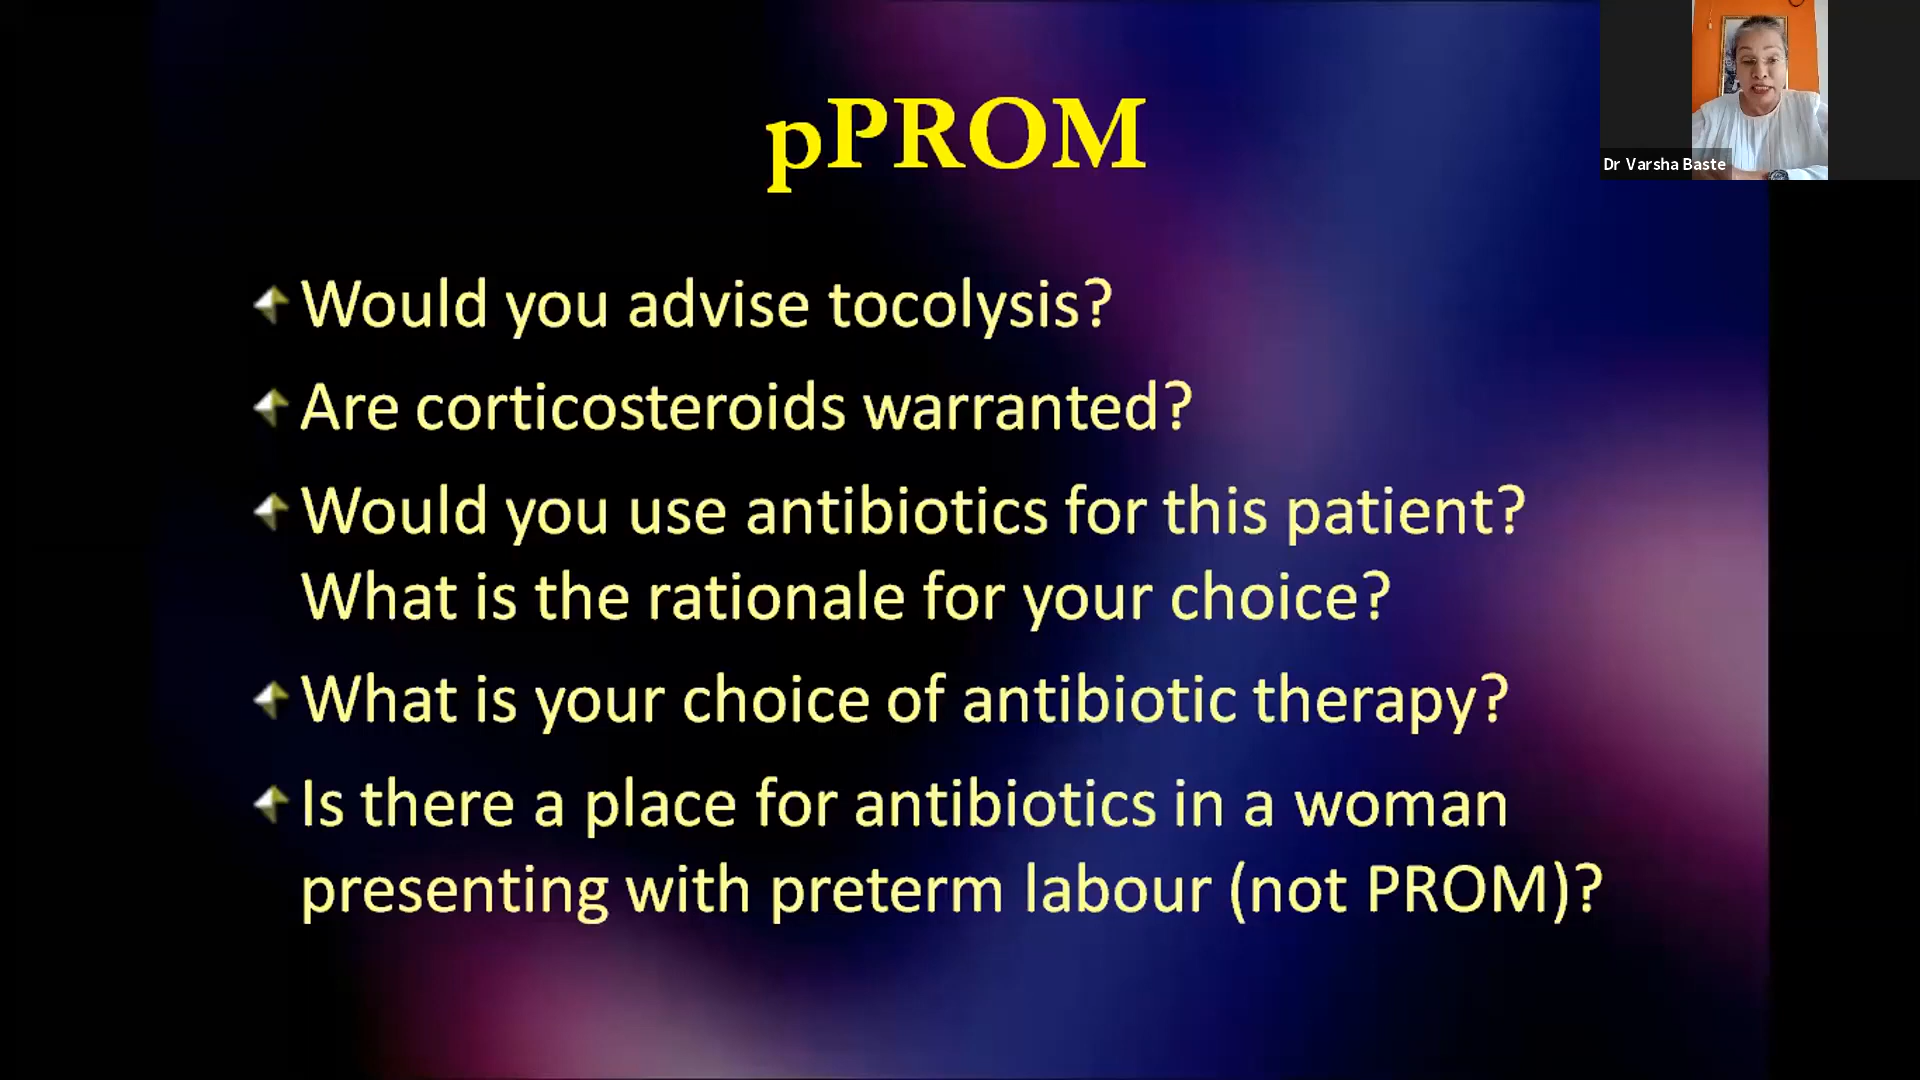 pPROM
Dr Varsha Baste
Would you advise tocolysis?
Are corticosteroids warranted?
Would you use antibiotics for this patient?
What is the rationale for your choice?
What is your choice of antibiotic therapy?
Is there a place for antibiotics in a woman
presenting with preterm labour (not PROM)?